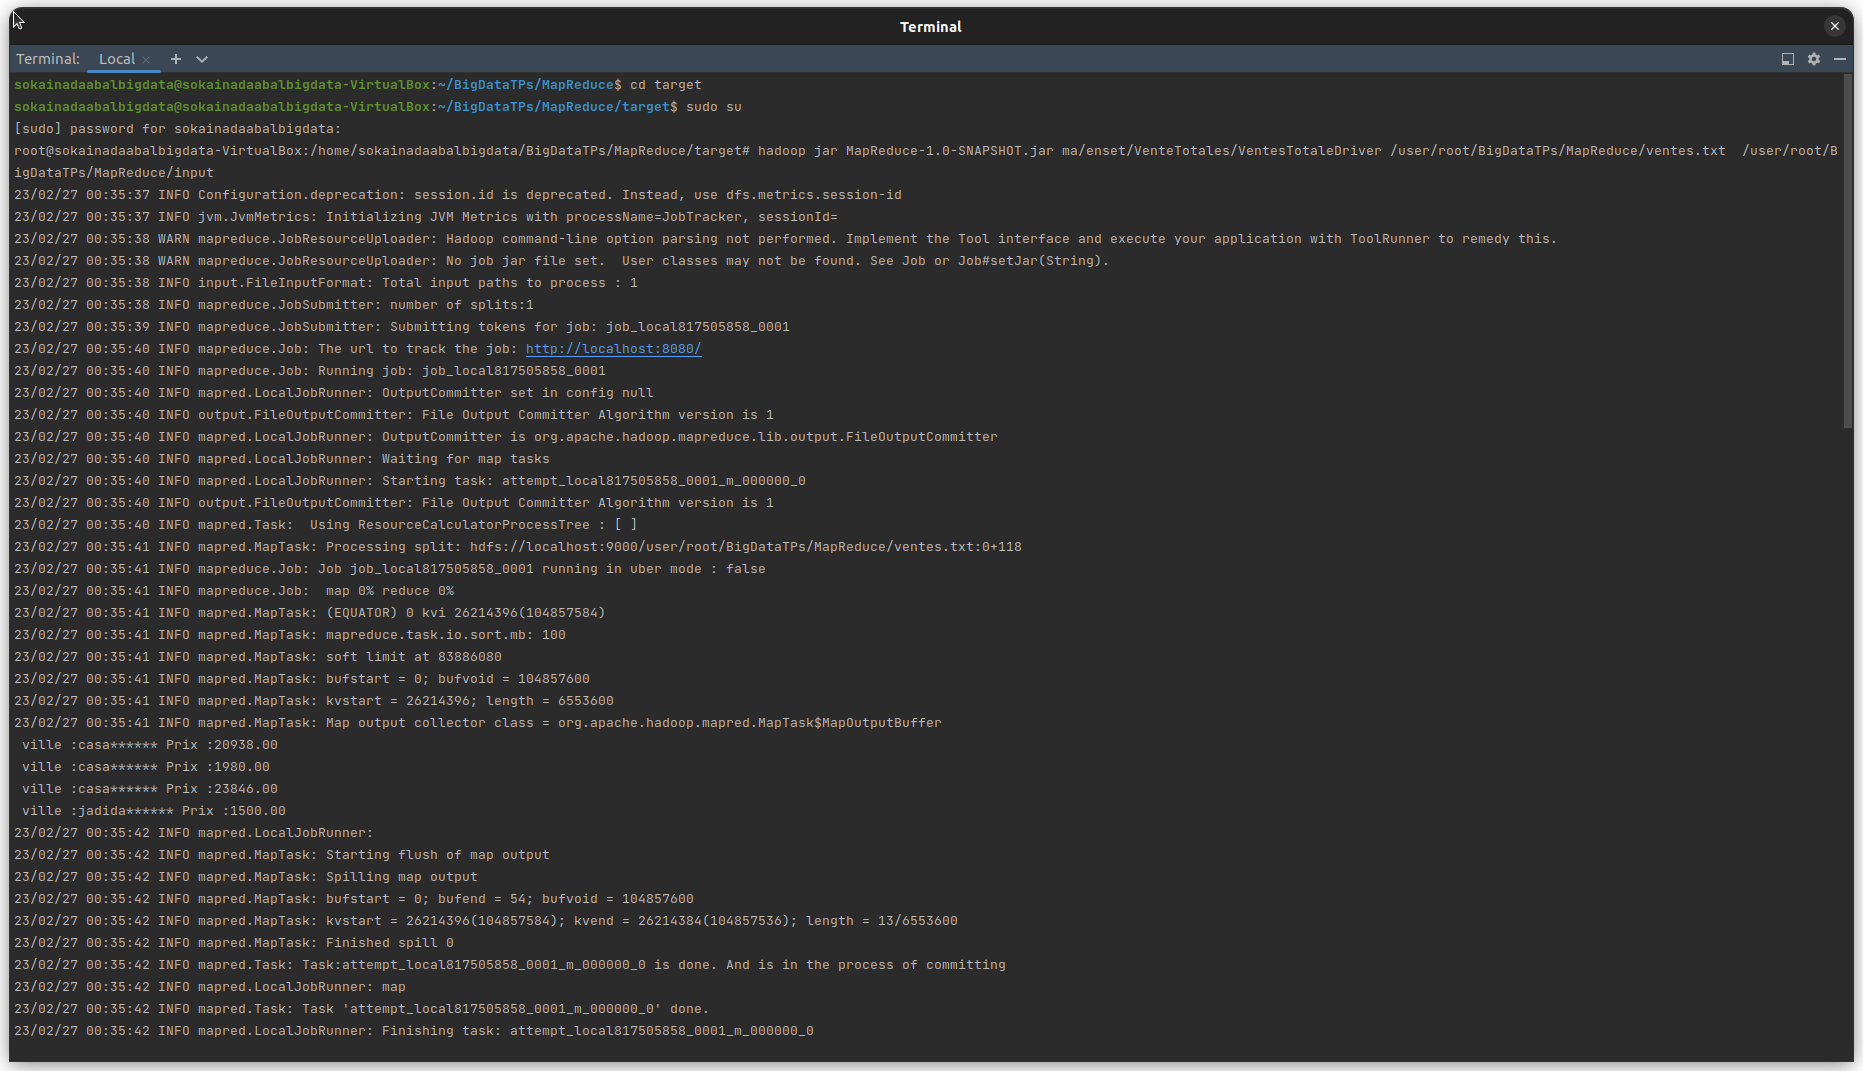 Terminal
Terminal: Local
sokainadaabalbigdata@sokainadaabalbigdata-VirtualBox:~/BigDataTPs/MapReduce$ cd target
sokainadaabalbigdata@sokainadaabalbigdata-VirtualBox:~/BigDataTPs/MapReduce/target$ sudo su
[sudo] password for sokainadaabalbigdata:
root@sokainadaabalbigdata-VirtualBox:/home/sokainadaabalbigdata/BigDataTPs/MapReduce/target# hadoop jar MapReduce-1.0-SNAPSHOT.jar ma/enset/VenteTotales/VentesTotaleDriver /user/root/BigDataTPs/MapReduce/ventes.txt  /user/root/B
igDataTPs/MapReduce/input
23/02/27 00:35:37 INFO Configuration.deprecation: session.id is deprecated. Instead, use dfs.metrics.session-id
23/02/27 00:35:37 INFO jvm.JvmMetrics: Initializing JVM Metrics with processName=JobTracker, sessionId=
23/02/27 00:35:38 WARN mapreduce.JobResourceUploader: Hadoop command-line option parsing not performed. Implement the Tool interface and execute your application with ToolRunner to remedy this.
23/02/27 00:35:38 WARN mapreduce.JobResourceUploader: No job jar file set.  User classes may not be found. See Job or Job#setJar(String).
23/02/27 00:35:38 INFO input.FileInputFormat: Total input paths to process : 1
23/02/27 00:35:38 INFO mapreduce.JobSubmitter: number of splits:1
23/02/27 00:35:39 INFO mapreduce.JobSubmitter: Submitting tokens for job: job_local817505858_0001
23/02/27 00:35:40 INFO mapreduce.Job: The url to track the job: http://localhost:8080/
23/02/27 00:35:40 INFO mapreduce.Job: Running job: job_local817505858_0001
23/02/27 00:35:40 INFO mapred.LocalJobRunner: OutputCommitter set in config null
23/02/27 00:35:40 INFO output.FileOutputCommitter: File Output Committer Algorithm version is 1
23/02/27 00:35:40 INFO mapred.LocalJobRunner: OutputCommitter is org.apache.hadoop.mapreduce.lib.output.FileOutputCommitter
23/02/27 00:35:40 INFO mapred.LocalJobRunner: Waiting for map tasks
23/02/27 00:35:40 INFO mapred.LocalJobRunner: Starting task: attempt_local817505858_0001_m_000000_0
23/02/27 00:35:40 INFO output.FileOutputCommitter: File Output Committer Algorithm version is 1
23/02/27 00:35:40 INFO mapred.Task:  Using ResourceCalculatorProcessTree : [ ]
23/02/27 00:35:41 INFO mapred.MapTask: Processing split: hdfs://localhost:9000/user/root/BigDataTPs/MapReduce/ventes.txt:0+118
23/02/27 00:35:41 INFO mapreduce.Job: Job job_local817505858_0001 running in uber mode : false
23/02/27 00:35:41 INFO mapreduce.Job:  map 0% reduce 0%
23/02/27 00:35:41 INFO mapred.MapTask: (EQUATOR) 0 kvi 26214396(104857584)
23/02/27 00:35:41 INFO mapred.MapTask: mapreduce.task.io.sort.mb: 100
23/02/27 00:35:41 INFO mapred.MapTask: soft limit at 83886080
23/02/27 00:35:41 INFO mapred.MapTask: bufstart = 0; bufvoid = 104857600
23/02/27 00:35:41 INFO mapred.MapTask: kvstart = 26214396; length = 6553600
23/02/27 00:35:41 INFO mapred.MapTask: Map output collector class = org.apache.hadoop.mapred.MapTask$MapOutputBuffer
 ville :casa****** Prix :20938.00
 ville :casa****** Prix :1980.00
 ville :casa****** Prix :23846.00
 ville :jadida****** Prix :1500.00
23/02/27 00:35:42 INFO mapred.LocalJobRunner:
23/02/27 00:35:42 INFO mapred.MapTask: Starting flush of map output
23/02/27 00:35:42 INFO mapred.MapTask: Spilling map output
23/02/27 00:35:42 INFO mapred.MapTask: bufstart = 0; bufend = 54; bufvoid = 104857600
23/02/27 00:35:42 INFO mapred.MapTask: kvstart = 26214396(104857584); kvend = 26214384(104857536); length = 13/6553600
23/02/27 00:35:42 INFO mapred.MapTask: Finished spill 0
23/02/27 00:35:42 INFO mapred.Task: Task:attempt_local817505858_0001_m_000000_0 is done. And is in the process of committing
23/02/27 00:35:42 INFO mapred.LocalJobRunner: map
23/02/27 00:35:42 INFO mapred.Task: Task 'attempt_local817505858_0001_m_000000_0' done.
23/02/27 00:35:42 INFO mapred.LocalJobRunner: Finishing task: attempt_local817505858_0001_m_000000_0